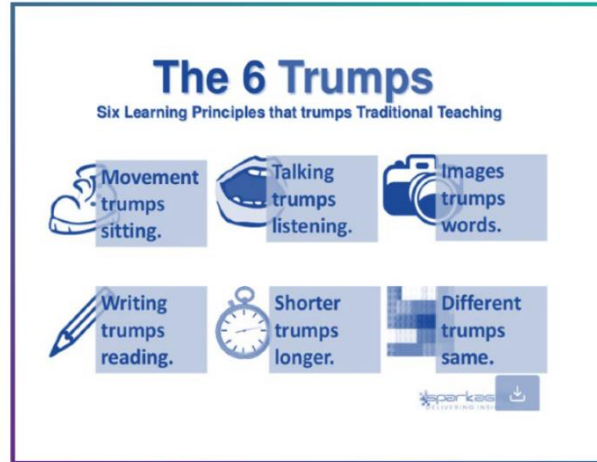 The 6 Trumps
Six Learning Principles that trumps Traditional Teaching
Movement
trumps
sitting.
Talking
trumps
listening.
Images
trumps
words.
Writing
trumps
reading.
Shorter
trumps
longer.
Different
trumps
same.
DELIVERING